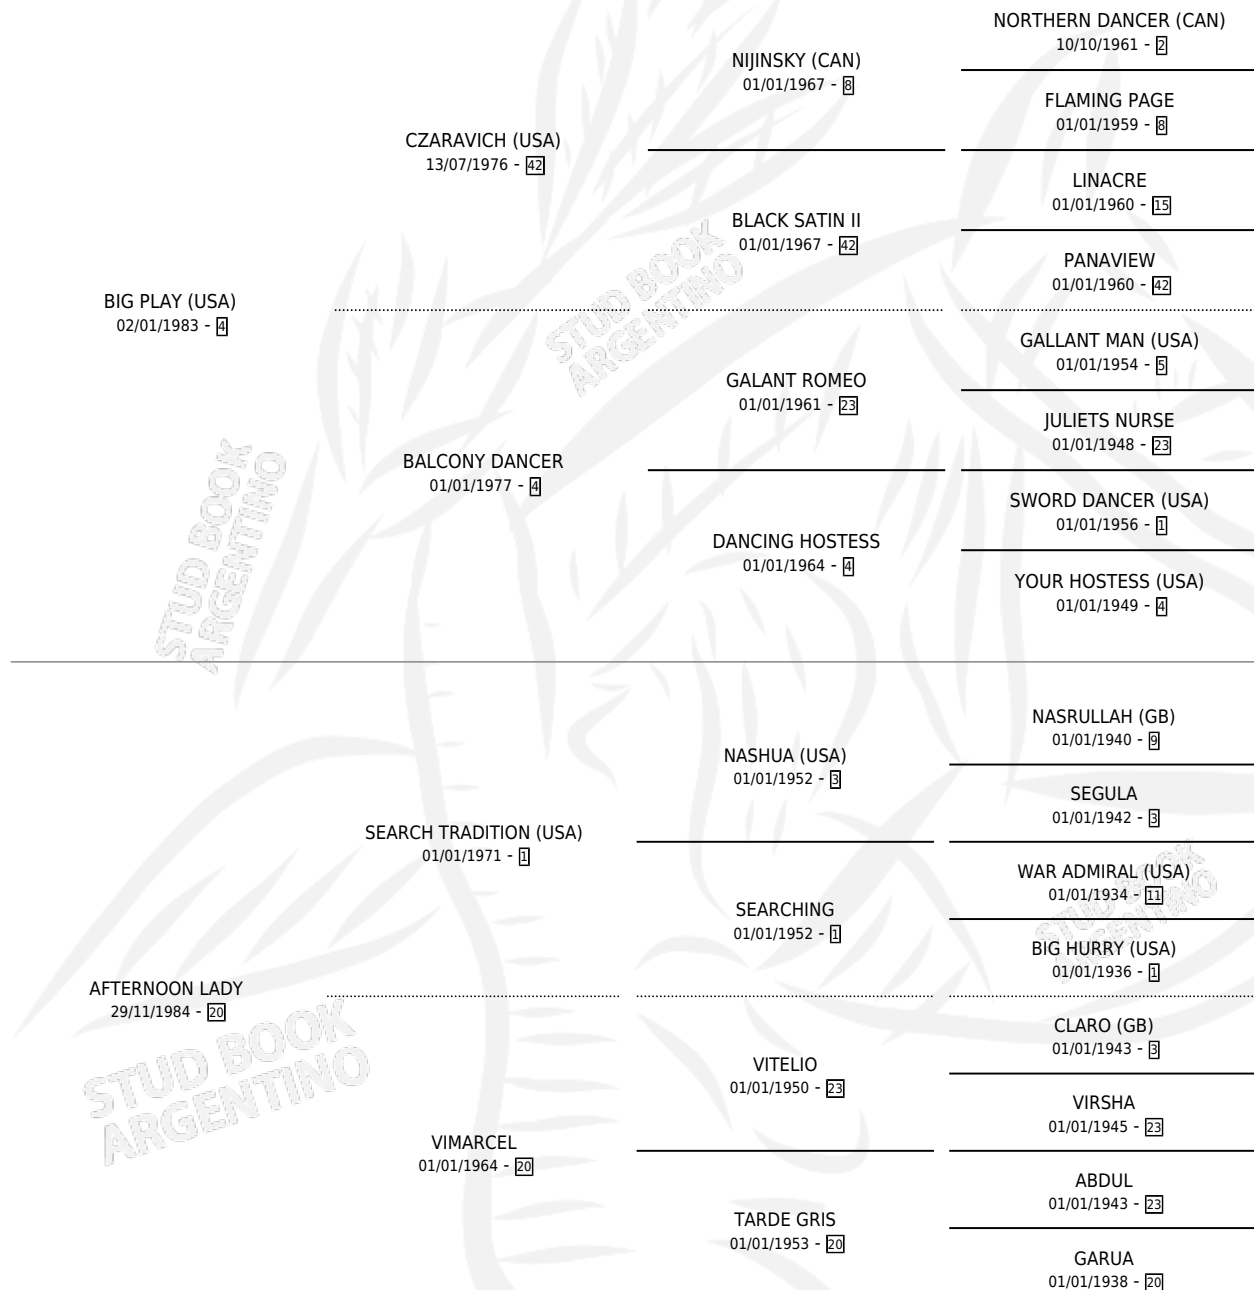 NORTHERN DANCER (CAN)
10/10/1961 - 2
NIJINSKY (CAN)
01/01/1967 - 8
FLAMING PAGE
01/01/1959 - 8
CZARAVICH (USA)
13/07/1976 - 42
LINACRE
01/01/1960 - 15
BLACK SATIN II
01/01/1967 - 42
PANAVIEW
01/01/1960 - 42
BIG PLAY (USA)
02/01/1983 - 4
GALLANT MAN (USA)
01/01/1954 - 5
GALANT ROMEO
01/01/1961 - 23
JULIETS NURSE
01/01/1948 - 23
BALCONY DANCER
01/01/1977 - 4
SWORD DANCER (USA)
01/01/1956 - 1
DANCING HOSTESS
01/01/1964 - 4
YOUR HOSTESS (USA)
01/01/1949 - 4
NASRULLAH (GB)
01/01/1940 - 9
NASHUA (USA)
01/01/1952 - 3
SEGULA
01/01/1942 - 3
SEARCH TRADITION (USA)
01/01/1971 - 1
WAR ADMIRAL (USA)
01/01/1934 - 11
SEARCHING
01/01/1952 - 1
BIG HURRY (USA)
01/01/1936 - 1
AFTERNOON LADY
29/11/1984 - 20
CLARO (GB)
01/01/1943 - 3
VITELIO
01/01/1950 - 23
VIRSHA
01/01/1945 - 23
VIMARCEL
01/01/1964 - 20
ABDUL
01/01/1943 - 23
TARDE GRIS
01/01/1953 - 20
GARUA
01/01/1938 - 20
STUD BOOK
ARGENTINO
STUD BOOK
ARGENTINO
STUD BOOK
ARGENTINO
STUD BOOK
ARGENTINO